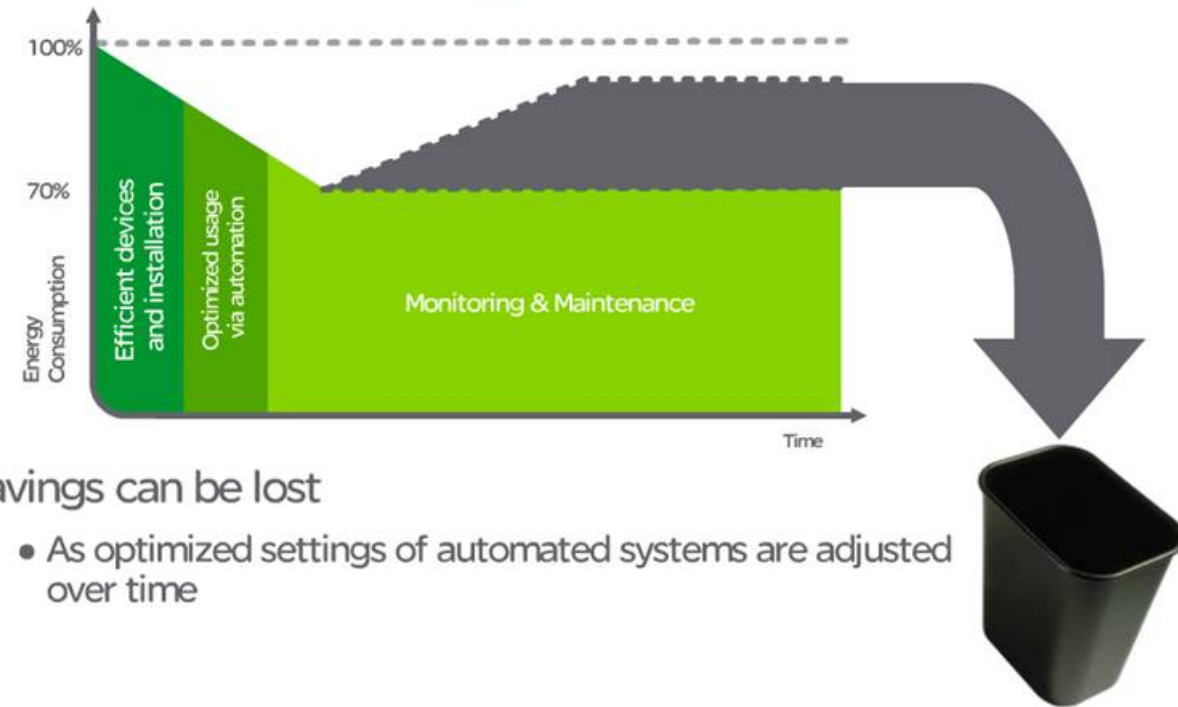 100%
70%
Energy
Consumption
Efficient devices
and installation
Optimized usage
via automation
Monitoring & Maintenance
Time
avings can be lost
• As optimized settings of automated systems are adjusted
over time